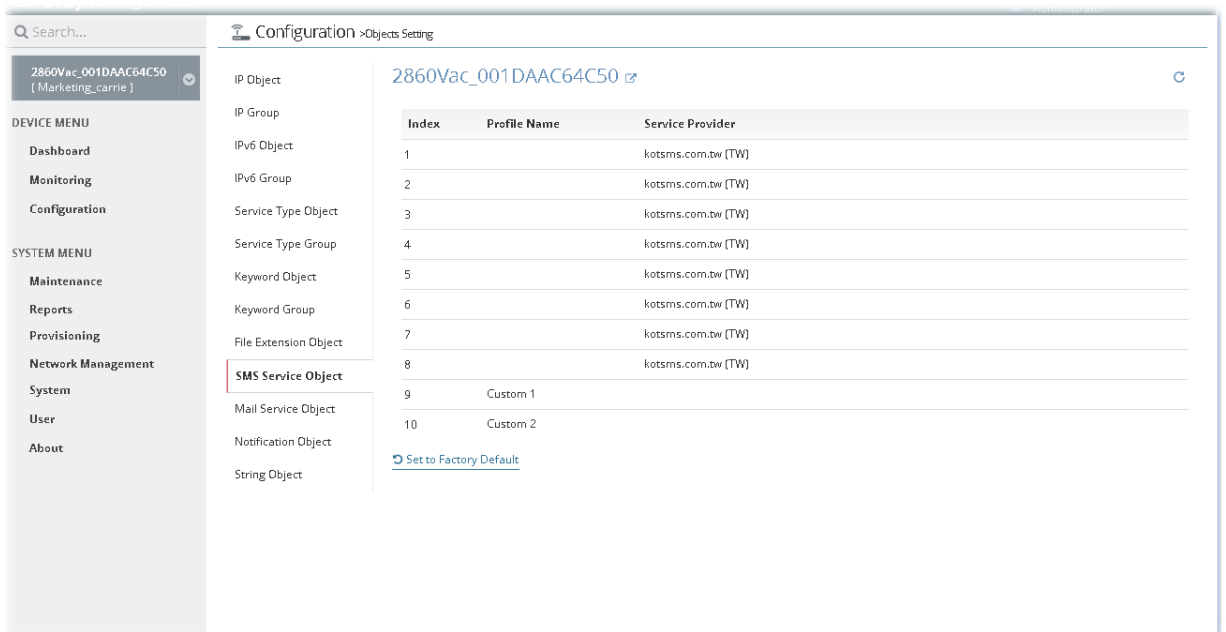 Search...
Configuration >Objects Setting
2860Vac_001DAAC64C50
( Marketing_carrie )
DEVICE MENU
Dashboard
Monitoring
Configuration
SYSTEM MENU
Maintenance
Reports
Provisioning
Network Management
System
User
About
IP Object
IP Group
IPv6 Object
IPv6 Group
Service Type Object
Service Type Group
Keyword Object
Keyword Group
File Extension Object
SMS Service Object
Mail Service Object
Notification Object
String Object
2860Vac_001DAAC64C50
Index Profile Name Service Provider
1 kotsms.com.tw (TW)
2 kotsms.com.tw (TW)
3 kotsms.com.tw (TW)
4 kotsms.com.tw (TW)
5 kotsms.com.tw (TW)
6 kotsms.com.tw (TW)
7 kotsms.com.tw (TW)
8 kotsms.com.tw (TW)
9 Custom 1
10 Custom 2
Set to Factory Default